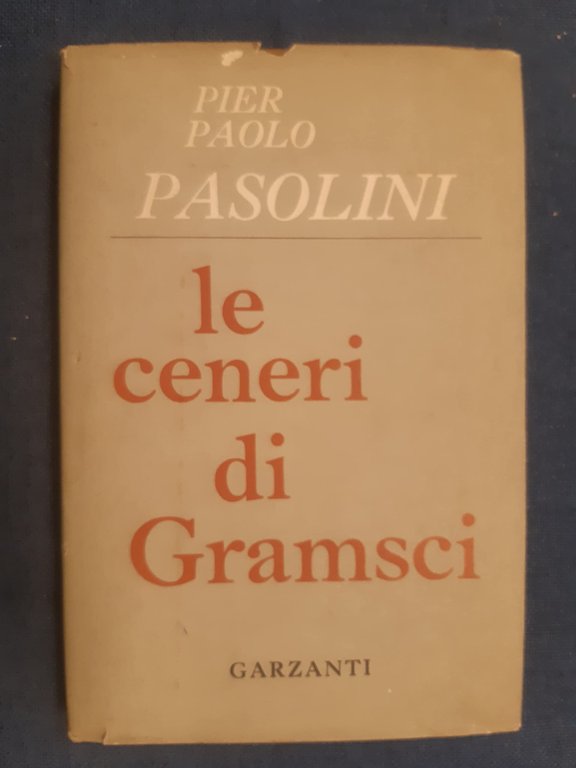 PIER
PAOLO
PASOLINI
le
ceneri
di
Gramsci
GARZANTI